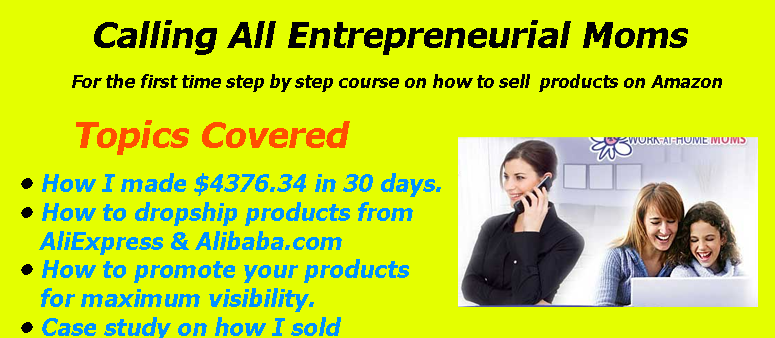 Calling All Entrepreneurial Moms
For the first time step by step course on how to sell products on Amazon
Topics Covered
WORK-AT-HOME MOMS
• How I made $4376.34 in 30 days.
• How to dropship products from
AliExpress & Alibaba.com
• How to promote your products
for maximum visibility.
• Case study on how I sold